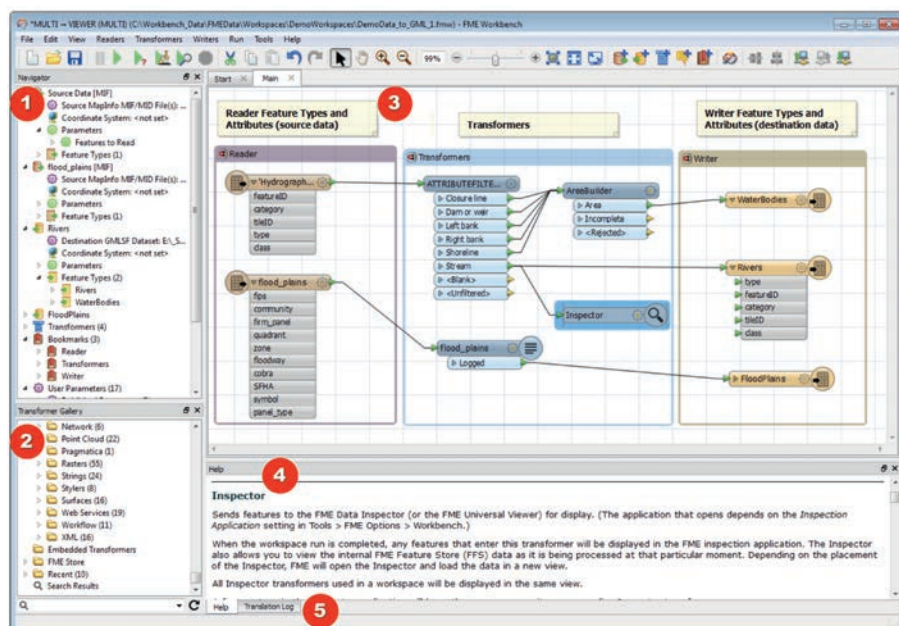 *MULTI -- VIEWER (MULTI) (C:\Workbench_Data\FMEData\Workspaces\DemoWorkspaces\DemoData_to_GML_1.fmw) - FME Workbench
File Edit View Readers Transformers Writers Run Tools Help
99%
Navigator
1
Source Data [MIF]
Source MapInfo MIF/MID File(s): ...
Coordinate System: <not set>
Parameters
Features to Read
Feature Types (1)
flood_plains [MIF]
Source MapInfo MIF/MID File(s): ...
Coordinate System: <not set>
Parameters
Feature Types (1)
Rivers
Destination GMLSF Dataset: E:\_S...
Coordinate System: <not set>
Parameters
Feature Types (2)
Rivers
WaterBodies
FloodPlains
Transformers (4)
Bookmarks (3)
Reader
Transformers
Writer
User Parameters (17)
Transformer Gallery
2
Network (6)
Point Cloud (22)
Pragmatica (1)
Rasters (55)
Strings (24)
Stylers (8)
Surfaces (16)
Web Services (19)
Workflow (11)
XML (16)
Embedded Transformers
FME Store
Recent (10)
Search Results
Start Main
3
Reader Feature Types and
Attributes (source data)
Transformers
Writer Feature Types and
Attributes (destination data)
Reader
'Hydrograph...
featureID
category
tileID
type
class
flood_plains
fips
community
firm_panel
quadrant
zone
floodway
cobra
SFHA
symbol
panel_type
Transformers
ATTRIBUTEFILTE...
Closure line
Dam or weir
Left bank
Right bank
Shoreline
Stream
<Blank>
<Unfiltered>
AreaBuilder
Area
Incomplete
<Rejected>
Inspector
flood_plains
Logged
Writer
WaterBodies
Rivers
type
featureID
category
tileID
class
FloodPlains
Help
4
Inspector
Sends features to the FME Data Inspector (or the FME Universal Viewer) for display. (The application that opens depends on the Inspection
Application setting in Tools > FME Options > Workbench.)
When the workspace run is completed, any features that enter this transformer will be displayed in the FME inspection application. The Inspector
also allows you to view the internal FME Feature Store (FFS) data as it is being processed at that particular moment. Depending on the placement
of the Inspector, FME will open the Inspector and load the data in a new view.
All Inspector transformers used in a workspace will be displayed in the same view.
Help Translation Log
5